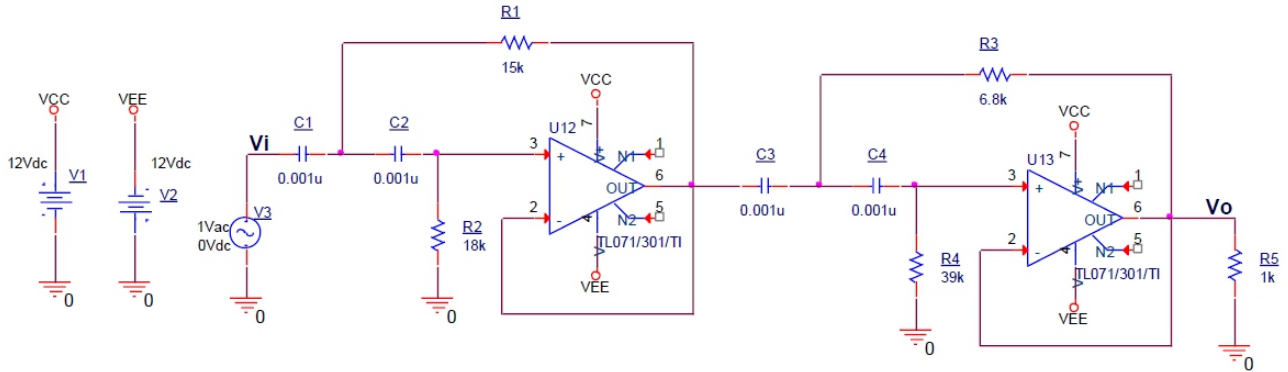 R1
15k
R3
6.8k
VCC
VEE
12Vdc
V1
0
12Vdc
V2
0
Vi
1Vac
0Vdc
V3
0
C1
0.001u
C2
0.001u
R2
18k
0
VCC
U12
7
V+
3
+
2
-
N1
1
OUT
6
N2
5
4
V-
TL071/301/TI
VEE
C3
0.001u
C4
0.001u
R4
39k
0
VCC
U13
7
V+
3
+
2
-
N1
1
OUT
6
N2
5
4
V-
TL071/301/TI
VEE
Vo
R5
1k
0